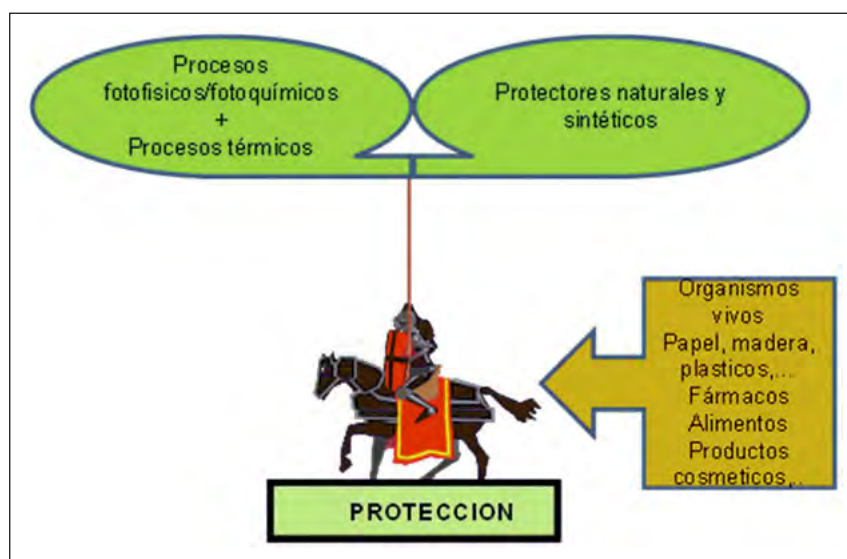 Procesos
fotofisicos/fotoquímicos
+
Procesos térmicos
Protectores naturales y
sintéticos
Organismos
vivos
Papel, madera,
plasticos,...
Fármacos
Alimentos
Productos
cosmeticos,..
PROTECCION